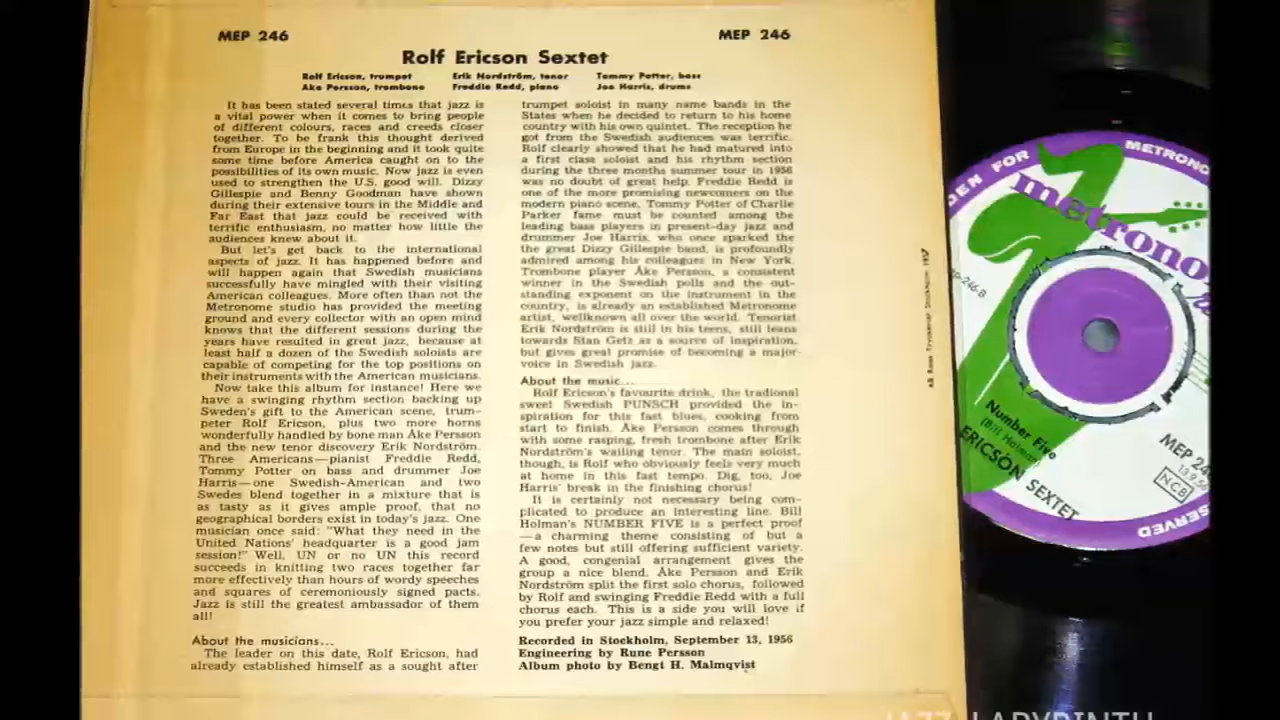 MEP 246
MEP 246
Rolf Ericson Sextet
Rolf Ericson, trumpet
Erik Nordström, tenor
Tommy Potter, bass
Åke Persson, trombone
Freddie Redd, piano
Joe Harris, drums
It has been stated several times that jazz is
a vital power when it comes to bring people
of different colours, races and creeds closer
together. To be frank this thought derived
from Europe in the beginning and it took quite
some time before America caught on to the
possibilities of its own music. Now jazz is even
used to strengthen the U.S. good will. Dizzy
Gillespie and Benny Goodman have shown
during their extensive tours in the Middle and
Far East that jazz could be received with
terrific enthusiasm, no matter how little the
audiences knew about it.
But let's get back to the international
aspects of jazz. It has happened before and
will happen again that Swedish musicians
successfully have mingled with their visiting
American colleagues. More often than not the
Metronome studio has provided the meeting
ground and every collector with an open mind
knows that the different sessions during the
years have resulted in great jazz, because at
least half a dozen of the Swedish soloists are
capable of competing for the top positions on
their instruments with the American musicians.
Now take this album for instance! Here we
have a swinging rhythm section backing up
Sweden's gift to the American scene, trum-
peter Rolf Ericson, plus two more horns
wonderfully handled by bone man Åke Persson
and the new tenor discovery Erik Nordström.
Three Americans—pianist Freddie Redd,
Tommy Potter on bass and drummer Joe
Harris—one Swedish-American and two
Swedes blend together in a mixture that is
as tasty as it gives ample proof, that no
geographical borders exist in today's jazz. One
musician once said: "What they need in the
United Nations' headquarter is a good jam
session!" Well, UN or no UN this record
succeeds in knitting two races together far
more effectively than hours of wordy speeches
and squares of ceremoniously signed pacts.
Jazz is still the greatest ambassador of them
all!
About the musicians...
The leader on this date, Rolf Ericson, had
already established himself as a sought after
trumpet soloist in many name bands in the
States when he decided to return to his home
country with his own quintet. The reception he
got from the Swedish audiences was terrific.
Rolf clearly showed that he had matured into
a first class soloist and his rhythm section
during the three months summer tour in 1956
was no doubt of great help. Freddie Redd is
one of the more promising newcomers on the
modern piano scene, Tommy Potter of Charlie
Parker fame must be counted among the
leading bass players in present-day jazz and
drummer Joe Harris, who once sparked the
the great Dizzy Gillespie band, is profoundly
admired among his colleagues in New York.
Trombone player Åke Persson, a consistent
winner in the Swedish polls and the out-
standing exponent on the instrument in the
country, is already an established Metronome
artist, wellknown all over the world. Tenorist
Erik Nordström is still in his teens, still leans
towards Stan Getz as a source of inspiration,
but gives great promise of becoming a major
voice in Swedish jazz.
About the music...
Rolf Ericson's favourite drink, the tradional
sweet Swedish PUNSCH provided the in-
spiration for this fast blues, cooking from
start to finish. Åke Persson comes through
with some rasping, fresh trombone after Erik
Nordström's wailing tenor. The main soloist,
though, is Rolf who obviously feels very much
at home in this fast tempo. Dig, too, Joe
Harris' break in the finishing chorus!
It is certainly not necessary being com-
plicated to produce an interesting line. Bill
Holman's NUMBER FIVE is a perfect proof
—a charming theme consisting of but a
few notes but still offering sufficient variety.
A good, congenial arrangement gives the
group a nice blend. Åke Persson and Erik
Nordström split the first solo chorus, followed
by Rolf and swinging Freddie Redd with a full
chorus each. This is a side you will love if
you prefer your jazz simple and relaxed!
Recorded in Stockholm, September 13, 1956
Engineering by Rune Persson
Album photo by Bengt H. Malmqvist
DEN FOR
METRONO
metrono
246-B
Number Five
(Bill Holman)
ERICSON SEXTET
MEP 24
13.9.56
NCB
SERVED
JAZZ LABYRINTH